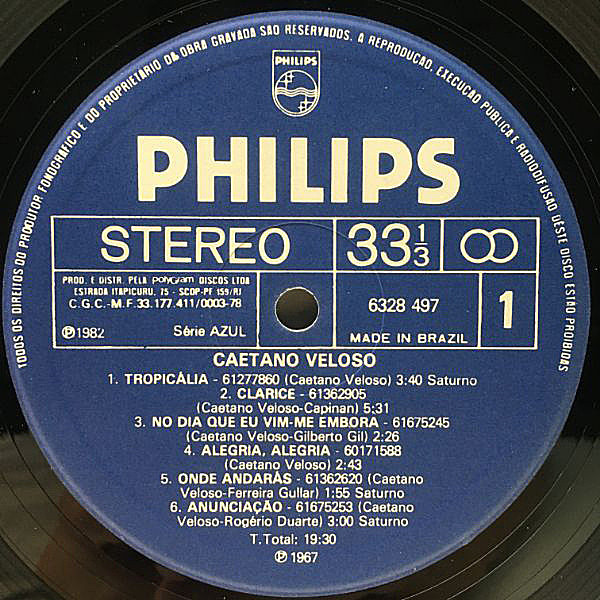 TODOS OS DIREITOS DO PRODUTOR FONOGRÁFICO E DO PROPRIETÁRIO DA OBRA GRAVADA SÃO RESERVADOS. A REPRODUÇÃO, EXECUÇÃO PÚBLICA E RADIODIFUSÃO DESTE DISCO ESTÃO PROIBIDAS
PHILIPS
PHILIPS
STEREO
33 1/3
PROD. E DISTR. PELA polyGram DISCOS LTDA
ESTRADA ITAPICURU, 75 - SCDP-PF 159/RJ
C.G.C.-M.F.33.177.411/0003-78
℗1982 Série AZUL
6328 497
MADE IN BRAZIL
1
CAETANO VELOSO
1. TROPICÁLIA - 61277860 (Caetano Veloso) 3:40 Saturno
2. CLARICE - 61362905
(Caetano Veloso-Capinan) 5:31
3. NO DIA QUE EU VIM-ME EMBORA - 61675245
(Caetano Veloso-Gilberto Gil) 2:26
4. ALEGRIA, ALEGRIA - 60171588
(Caetano Veloso) 2:43
5. ONDE ANDARÁS - 61362620 (Caetano
Veloso-Ferreira Gullar) 1:55 Saturno
6. ANUNCIAÇÃO - 61675253 (Caetano
Veloso-Rogério Duarte) 3:00 Saturno
T.Total: 19:30
℗ 1967